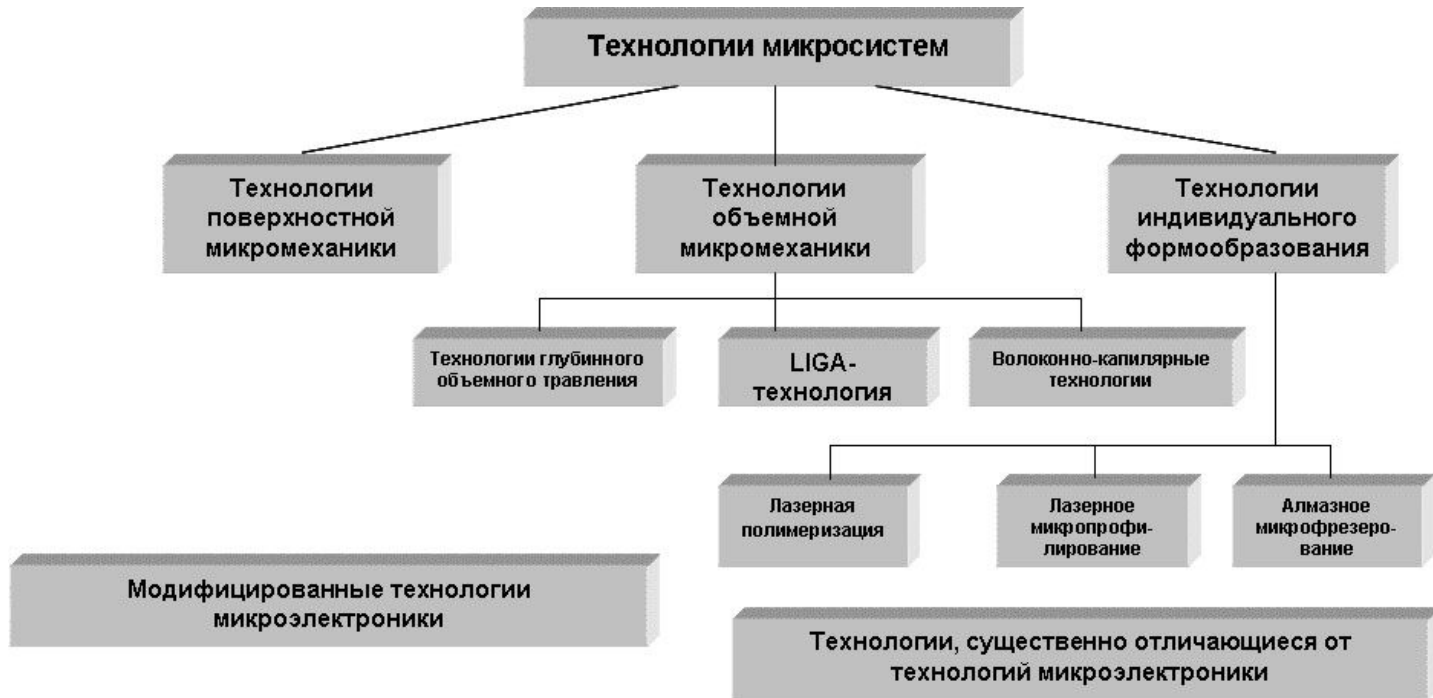 Технологии микросистем
Технологии
поверхностной
микромеханики
Технологии
объемной
микромеханики
Технологии
индивидуального
формообразования
Технологии глубинного
объемного травления
LIGA-
технология
Волоконно-капилярные
технологии
Лазерная
полимеризация
Лазерное
микропрофи-
лирование
Алмазное
микрофрезеро-
вание
Модифицированные технологии
микроэлектроники
Технологии, существенно отличающиеся от
технологий микроэлектроники